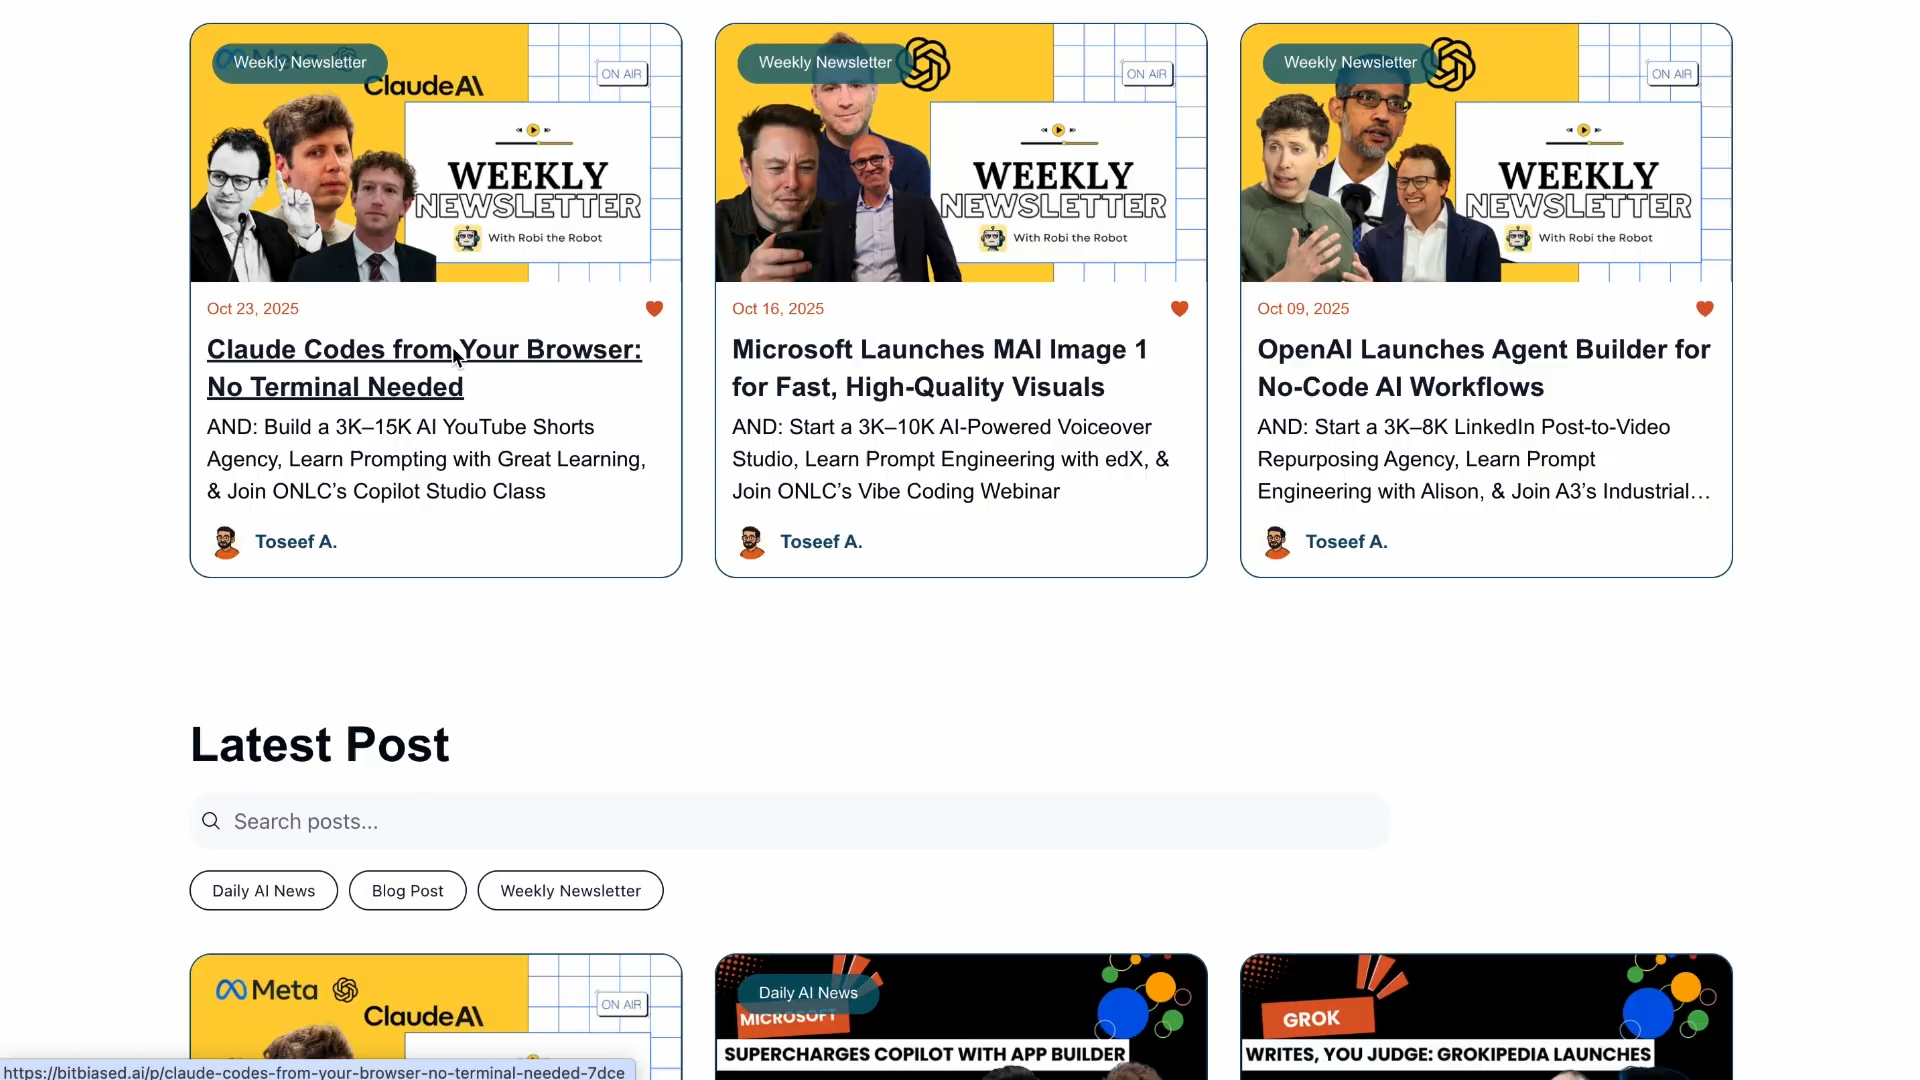 Weekly Newsletter
ClaudeAI
ON AIR
WEEKLY
NEWSLETTER
With Robi the Robot
Oct 23, 2025
Claude Codes from Your Browser:
No Terminal Needed
AND: Build a 3K–15K AI YouTube Shorts
Agency, Learn Prompting with Great Learning,
& Join ONLC’s Copilot Studio Class
Toseef A.
Weekly Newsletter
ON AIR
WEEKLY
NEWSLETTER
With Robi the Robot
Oct 16, 2025
Microsoft Launches MAI Image 1
for Fast, High-Quality Visuals
AND: Start a 3K–10K AI-Powered Voiceover
Studio, Learn Prompt Engineering with edX, &
Join ONLC’s Vibe Coding Webinar
Toseef A.
Weekly Newsletter
ON AIR
WEEKLY
NEWSLETTER
With Robi the Robot
Oct 09, 2025
OpenAI Launches Agent Builder for
No-Code AI Workflows
AND: Start a 3K–8K LinkedIn Post-to-Video
Repurposing Agency, Learn Prompt
Engineering with Alison, & Join A3’s Industrial…
Toseef A.
Latest Post
Search posts...
Daily AI News
Blog Post
Weekly Newsletter
Meta
ClaudeAI
ON AIR
Daily AI News
MICROSOFT
SUPERCHARGES COPILOT WITH APP BUILDER
GROK
WRITES, YOU JUDGE: GROKIPEDIA LAUNCHES
https://bitbiased.ai/p/claude-codes-from-your-browser-no-terminal-needed-7dce